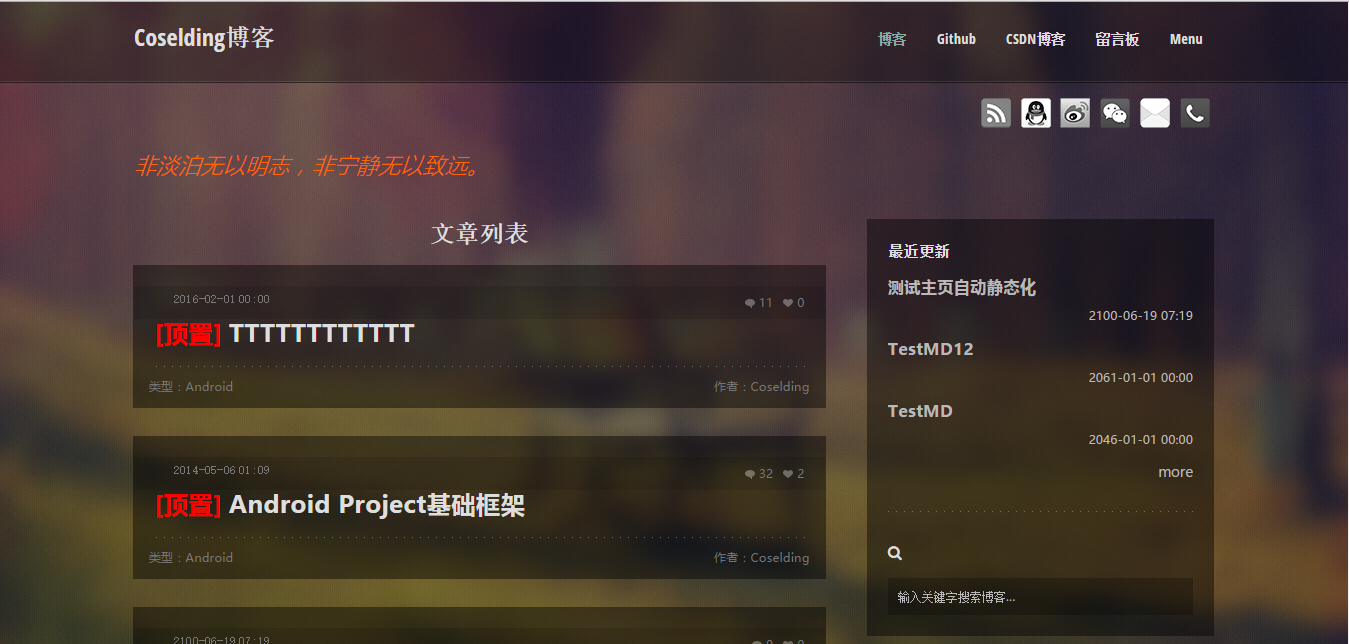 Coselding博客
博客 Github CSDN博客 留言板 Menu
非淡泊无以明志，非宁静无以致远。
文章列表
2016-02-01 00:00 11 0
[顶置] TTTTTTTTTTTT
类型：Android 作者：Coselding
2014-05-06 01:09 32 2
[顶置] Android Project基础框架
类型：Android 作者：Coselding
2100-06-19 07:19 0 0
最近更新
测试主页自动静态化
2100-06-19 07:19
TestMD12
2061-01-01 00:00
TestMD
2046-01-01 00:00
more
输入关键字搜索博客...